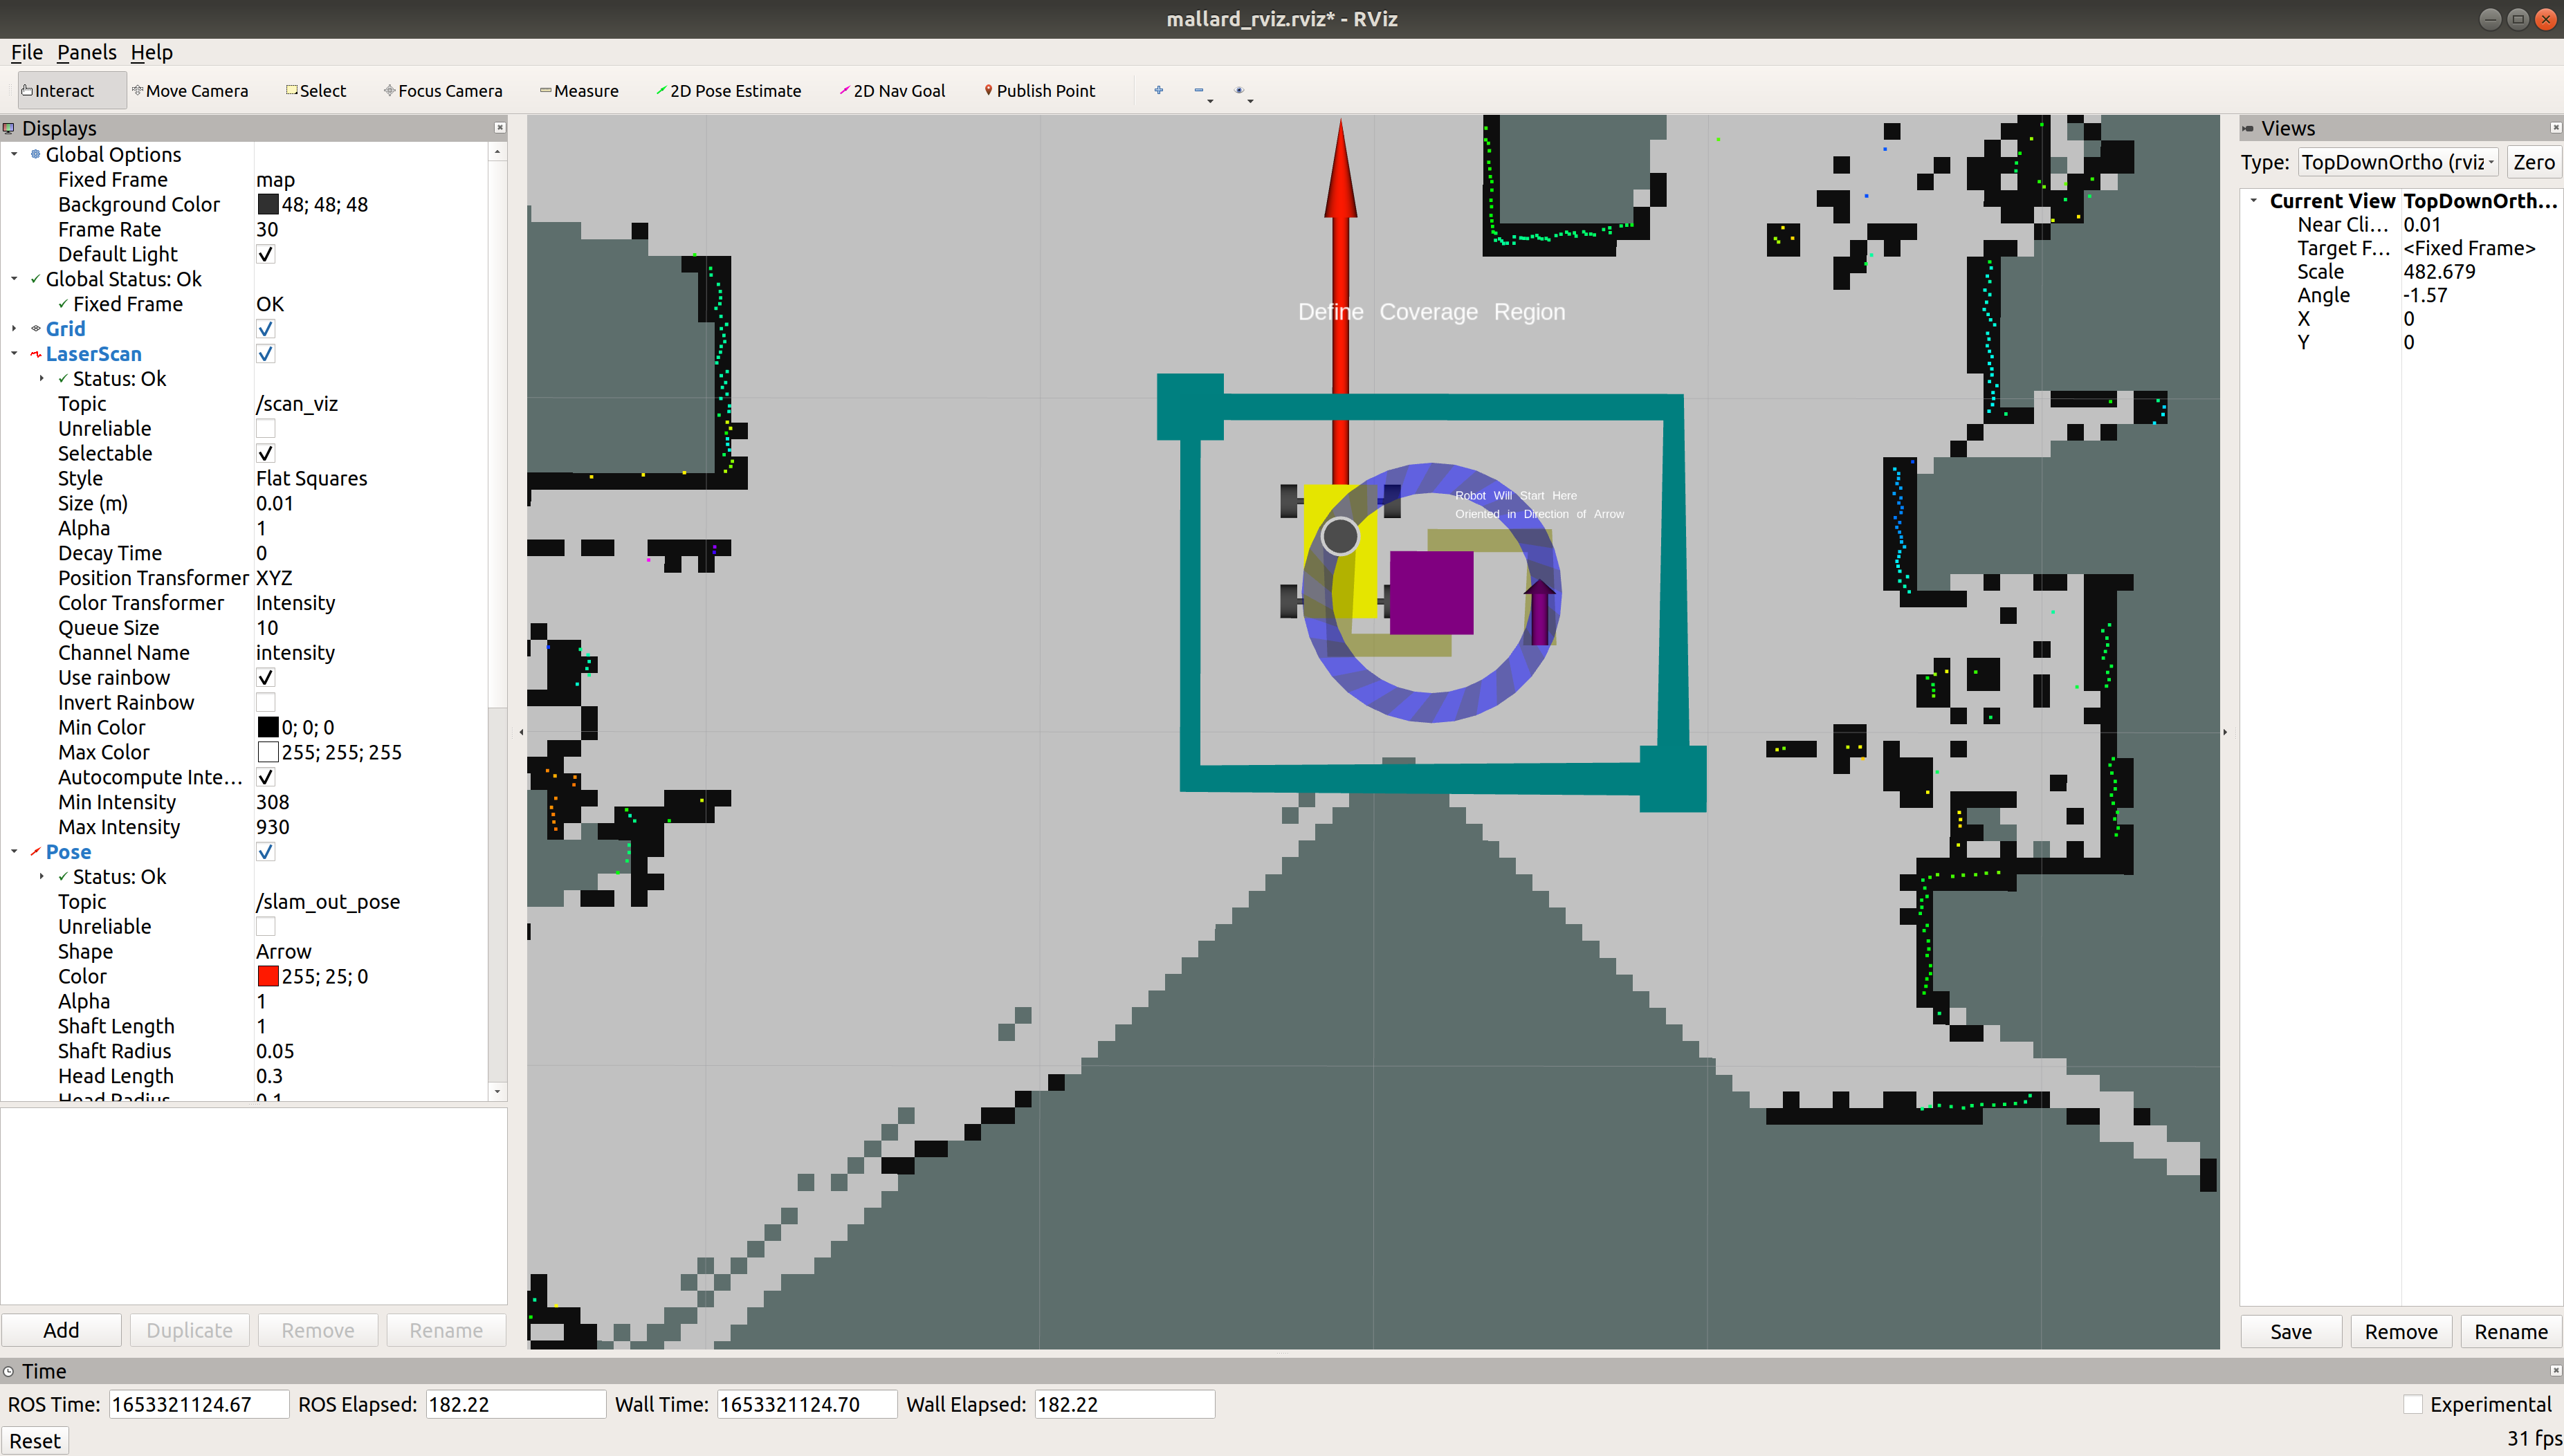 mallard_rviz.rviz* - RViz
File Panels Help
Interact Move Camera Select Focus Camera Measure 2D Pose Estimate 2D Nav Goal Publish Point
Displays
Global Options
Fixed Frame map
Background Color 48; 48; 48
Frame Rate 30
Default Light
Global Status: Ok
Fixed Frame OK
Grid
LaserScan
Status: Ok
Topic /scan_viz
Unreliable
Selectable
Style Flat Squares
Size (m) 0.01
Alpha 1
Decay Time 0
Position Transformer XYZ
Color Transformer Intensity
Queue Size 10
Channel Name intensity
Use rainbow
Invert Rainbow
Min Color 0; 0; 0
Max Color 255; 255; 255
Autocompute Inte...
Min Intensity 308
Max Intensity 930
Pose
Status: Ok
Topic /slam_out_pose
Unreliable
Shape Arrow
Color 255; 25; 0
Alpha 1
Shaft Length 1
Shaft Radius 0.05
Head Length 0.3
Head Radius 0.1
Add Duplicate Remove Rename
Define Coverage Region
Robot Will Start Here
Oriented in Direction of Arrow
Views
Type: TopDownOrtho (rviz Zero
Current View TopDownOrth...
Near Cli... 0.01
Target F... <Fixed Frame>
Scale 482.679
Angle -1.57
X 0
Y 0
Save Remove Rename
Time
ROS Time: 1653321124.67 ROS Elapsed: 182.22 Wall Time: 1653321124.70 Wall Elapsed: 182.22 Experimental
Reset 31 fps